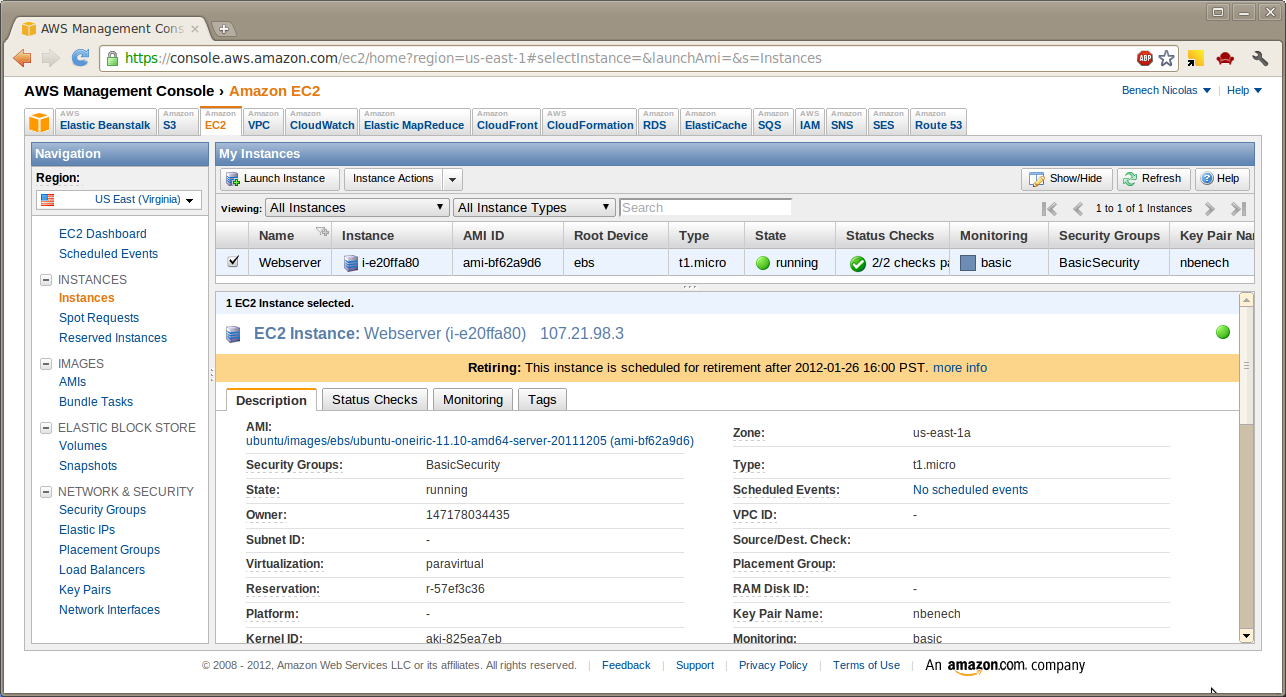 AWS Management Cons
https://console.aws.amazon.com/ec2/home?region=us-east-1#selectInstance=&launchAmi=&s=Instances
ABP
AWS Management Console › Amazon EC2
Benech Nicolas | Help
AWS Elastic Beanstalk
Amazon S3
Amazon EC2
Amazon VPC
Amazon CloudWatch
Amazon Elastic MapReduce
Amazon CloudFront
AWS CloudFormation
Amazon RDS
Amazon ElastiCache
Amazon SQS
AWS IAM
Amazon SNS
Amazon SES
Amazon Route 53
Navigation
Region:
US East (Virginia)
EC2 Dashboard
Scheduled Events
INSTANCES
Instances
Spot Requests
Reserved Instances
IMAGES
AMIs
Bundle Tasks
ELASTIC BLOCK STORE
Volumes
Snapshots
NETWORK & SECURITY
Security Groups
Elastic IPs
Placement Groups
Load Balancers
Key Pairs
Network Interfaces
My Instances
Launch Instance Instance Actions Show/Hide Refresh Help
Viewing: All Instances All Instance Types Search 1 to 1 of 1 Instances
Name Instance AMI ID Root Device Type State Status Checks Monitoring Security Groups Key Pair Nar
Webserver i-e20ffa80 ami-bf62a9d6 ebs t1.micro running 2/2 checks pa basic BasicSecurity nbenech
1 EC2 Instance selected.
EC2 Instance: Webserver (i-e20ffa80) 107.21.98.3
Retiring: This instance is scheduled for retirement after 2012-01-26 16:00 PST. more info
Description Status Checks Monitoring Tags
AMI:
ubuntu/images/ebs/ubuntu-oneiric-11.10-amd64-server-20111205 (ami-bf62a9d6)
Zone: us-east-1a
Security Groups: BasicSecurity Type: t1.micro
State: running Scheduled Events: No scheduled events
Owner: 147178034435 VPC ID: -
Subnet ID: - Source/Dest. Check:
Virtualization: paravirtual Placement Group:
Reservation: r-57ef3c36 RAM Disk ID: -
Platform: - Key Pair Name: nbenech
Kernel ID: aki-825ea7eb Monitoring: basic
© 2008 - 2012, Amazon Web Services LLC or its affiliates. All rights reserved. | Feedback | Support | Privacy Policy | Terms of Use | An amazon.com company